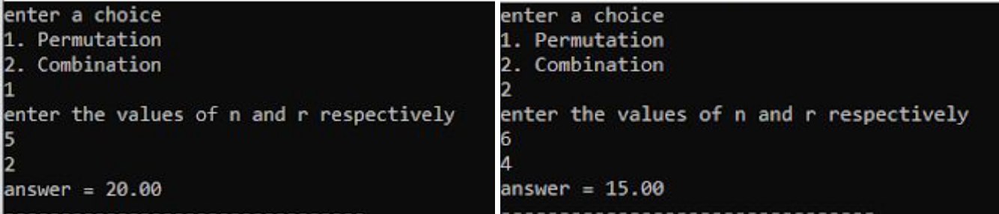 enter a choice
1. Permutation
2. Combination
1
enter the values of n and r respectively
5
2
answer = 20.00
--------------------------------
enter a choice
1. Permutation
2. Combination
2
enter the values of n and r respectively
6
4
answer = 15.00
--------------------------------